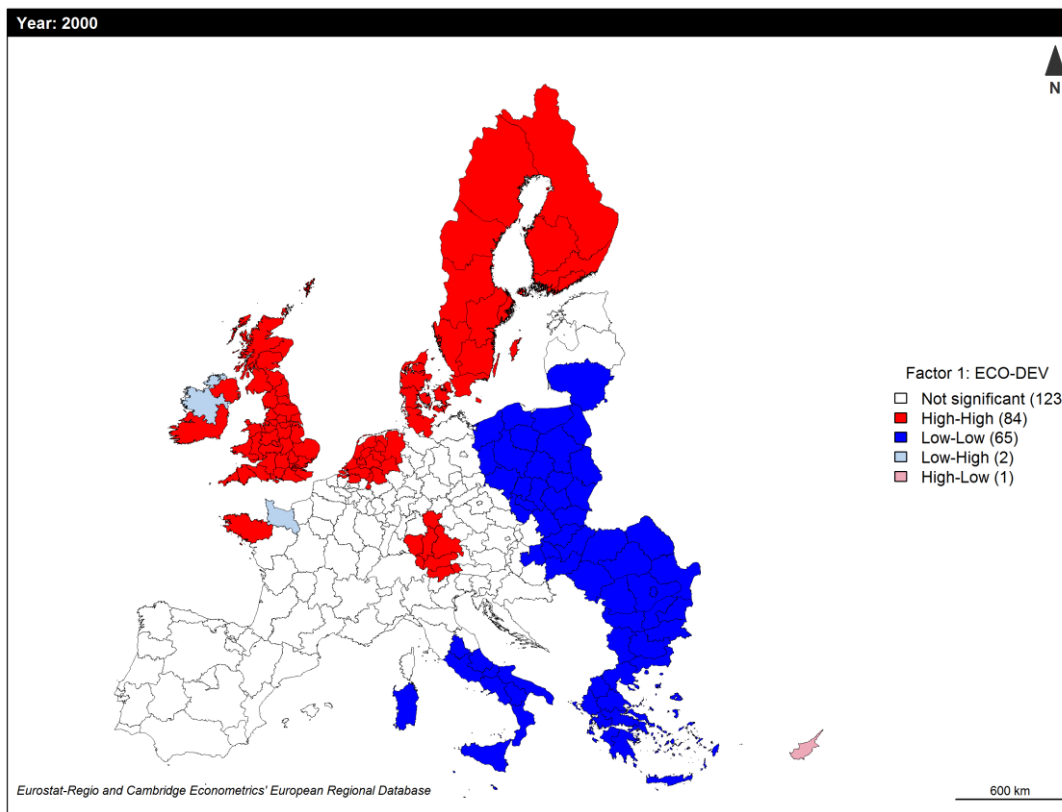 Year: 2000
N
Factor 1: ECO-DEV
Not significant (123
High-High (84)
Low-Low (65)
Low-High (2)
High-Low (1)
Eurostat-Regio and Cambridge Econometrics' European Regional Database
600 km